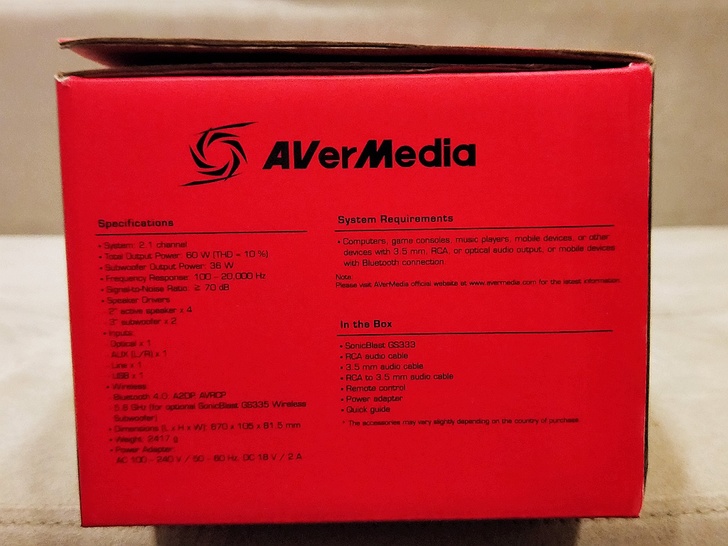 AVerMedia
Specifications
• System: 2.1 channel
• Total Output Power: 60 W (THD = 10 %)
• Subwoofer Output Power: 36 W
• Frequency Response: 100 ~ 20,000 Hz
• Signal-to-Noise Ratio: ≥ 70 dB
• Speaker Drivers
2" active speaker x 4
3" subwoofer x 2
• Inputs:
Optical x 1
AUX (L/R) x 1
Line x 1
USB x 1
• Wireless:
Bluetooth 4.0: A2DP, AVRCP
5.8 GHz (for optional SonicBlast GS335 Wireless
Subwoofer)
• Dimensions (L x H x W): 670 x 105 x 81.5 mm
• Weight: 2417 g
• Power Adapter:
AC 100 ~ 240 V / 50 - 60 Hz, DC 18 V / 2 A
System Requirements
• Computers, game consoles, music players, mobile devices, or other
devices with 3.5 mm, RCA, or optical audio output; or mobile devices
with Bluetooth connection.
Note:
Please visit AVerMedia official website at www.avermedia.com for the latest information.
In the Box
• SonicBlast GS333
• RCA audio cable
• 3.5 mm audio cable
• RCA to 3.5 mm audio cable
• Remote control
• Power adapter
• Quick guide
* The accessories may vary slightly depending on the country of purchase.